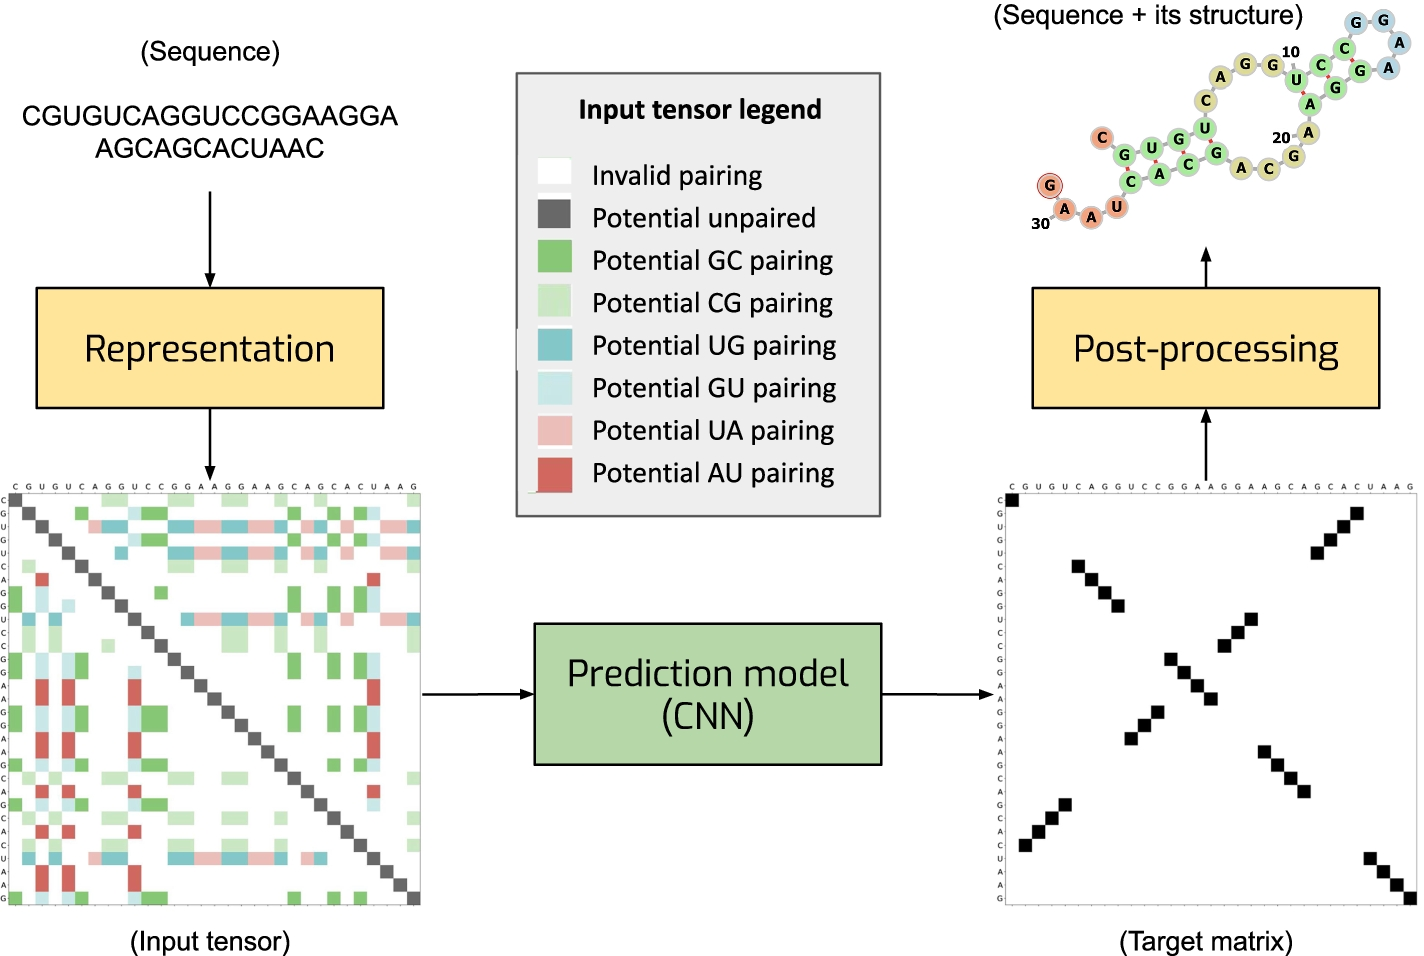 (Sequence)
CGUGUCAGGUCCGGAAGGA
AGCAGCACUAAC
Representation
C G U G U C A G G U C C G G A A G G A A G C A G C A C U A A G
C G U G U C A G G U C C G G A A G G A A G C A G C A C U A A G
(Input tensor)
Input tensor legend
Invalid pairing
Potential unpaired
Potential GC pairing
Potential CG pairing
Potential UG pairing
Potential GU pairing
Potential UA pairing
Potential AU pairing
Prediction model
(CNN)
(Sequence + its structure)
C G U G U C A G G U C C G G A A G G A A G C A G C A C U A A G
10
20
30
Post-processing
C G U G U C A G G U C C G G A A G G A A G C A G C A C U A A G
C G U G U C A G G U C C G G A A G G A A G C A G C A C U A A G
(Target matrix)